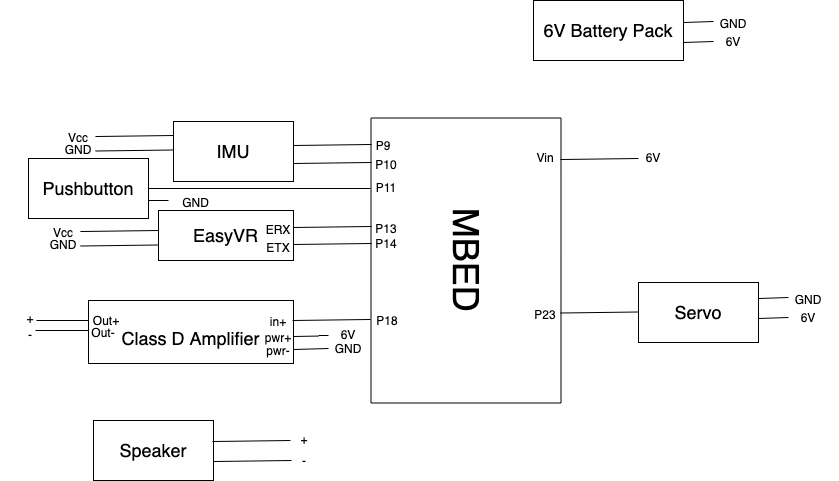 6V Battery Pack
GND
6V
Vcc
GND
IMU
P9
P10
Vin
6V
Pushbutton
GND
P11
Vcc
GND
EasyVR
ERX
ETX
P13
P14
MBED
+
-
Out+
Out-
Class D Amplifier
in+
pwr+
pwr-
6V
GND
P18
P23
Servo
GND
6V
Speaker
+
-